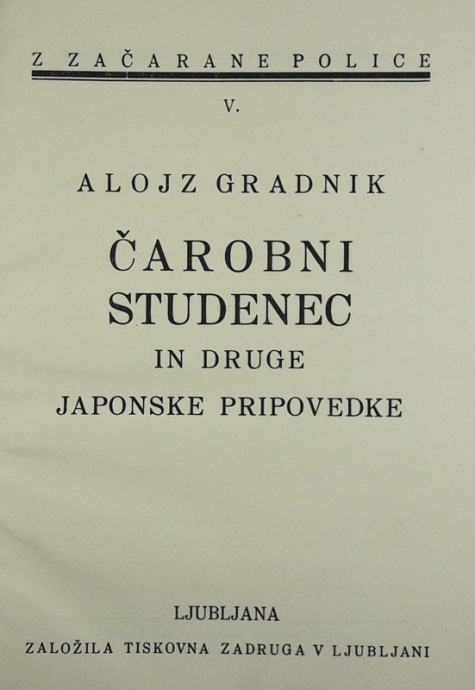 Z ZAČARANE POLICE
V.
ALOJZ GRADNIK
ČAROBNI
STUDENEC
IN DRUGE
JAPONSKE PRIPOVEDKE
LJUBLJANA
ZALOŽILA TISKOVNA ZADRUGA V LJUBLJANI